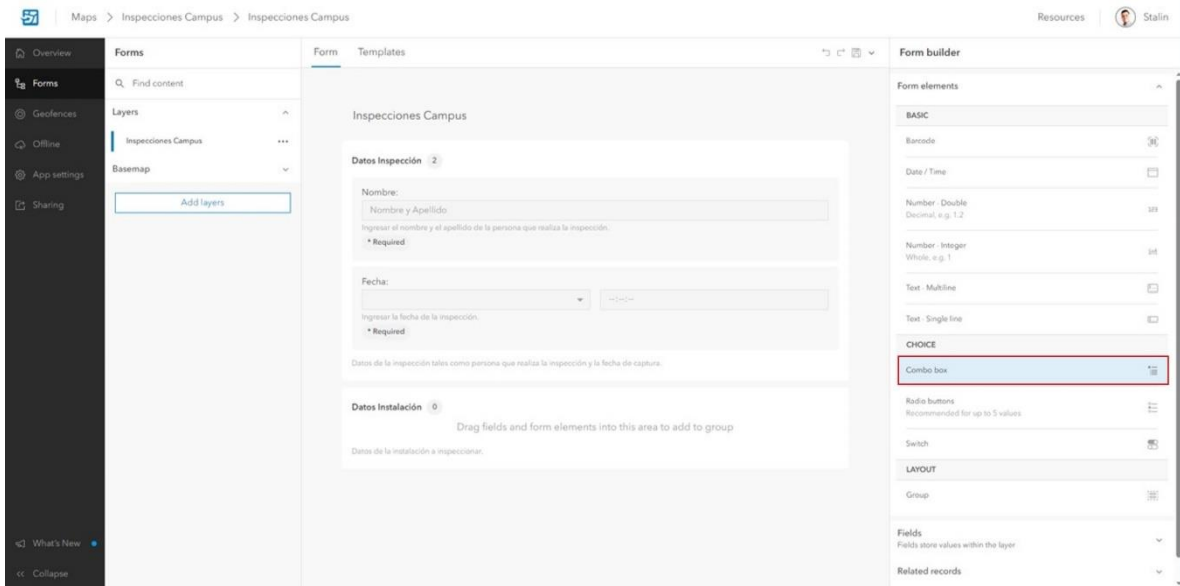 Maps > Inspecciones Campus > Inspecciones Campus
Resources
Stalin
Overview
Forms
Geofences
Offline
App settings
Sharing
What's New
<< Collapse
Forms
Find content
Layers
Inspecciones Campus
Basemap
Add layers
Form Templates
Inspecciones Campus
Datos Inspección 2
Nombre:
Nombre y Apellido
Ingresar el nombre y el apellido de la persona que realiza la inspección.
* Required
Fecha:
--:--:--
Ingresar la fecha de la inspección.
* Required
Datos de la inspección tales como persona que realiza la inspección y la fecha de captura.
Datos Instalación 0
Drag fields and form elements into this area to add to group
Datos de la instalación a inspeccionar.
Form builder
Form elements
BASIC
Barcode
Date / Time
Number - Double
Decimal, e.g. 1.2
Number - Integer
Whole, e.g. 1
Text - Multiline
Text - Single line
CHOICE
Combo box
Radio buttons
Recommended for up to 5 values
Switch
LAYOUT
Group
Fields
Fields store values within the layer
Related records